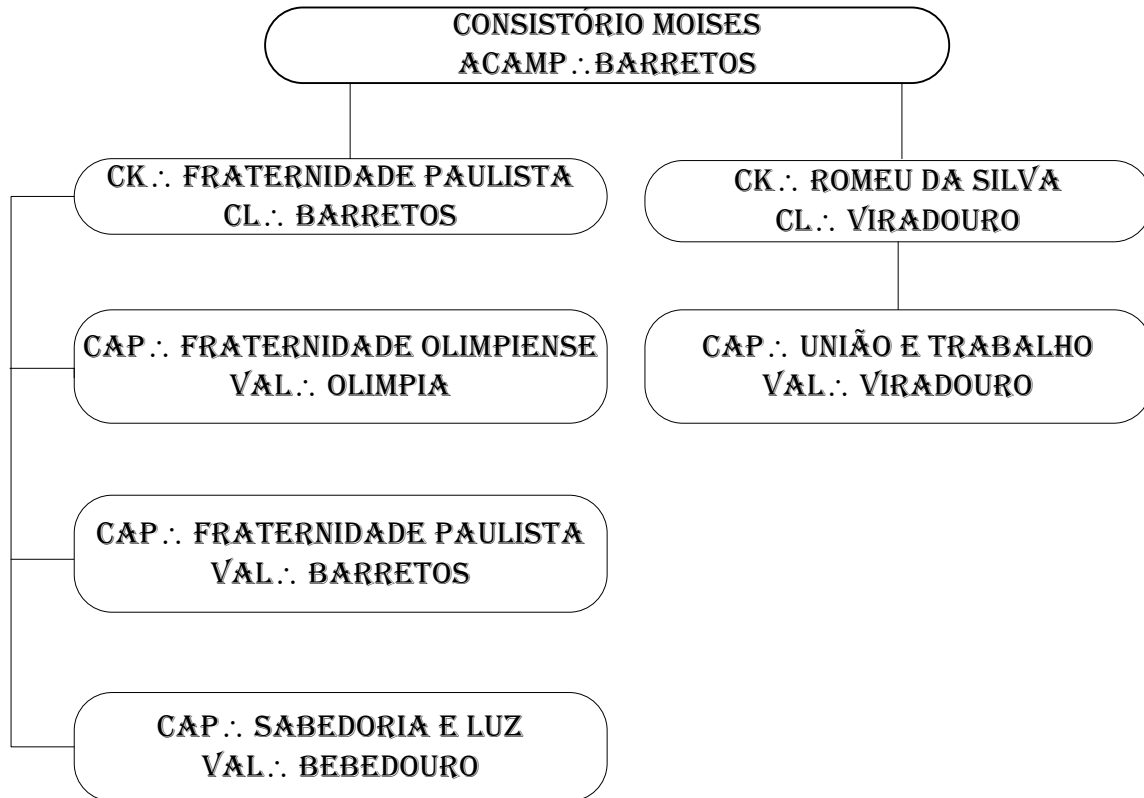 CONSISTÓRIO MOISES
ACAMP∴BARRETOS
CK∴ FRATERNIDADE PAULISTA
CL∴ BARRETOS
CAP∴ FRATERNIDADE OLIMPIENSE
VAL∴ OLIMPIA
CAP∴ FRATERNIDADE PAULISTA
VAL∴ BARRETOS
CAP∴ SABEDORIA E LUZ
VAL∴ BEBEDOURO
CK∴ ROMEU DA SILVA
CL∴ VIRADOURO
CAP∴ UNIÃO E TRABALHO
VAL∴ VIRADOURO